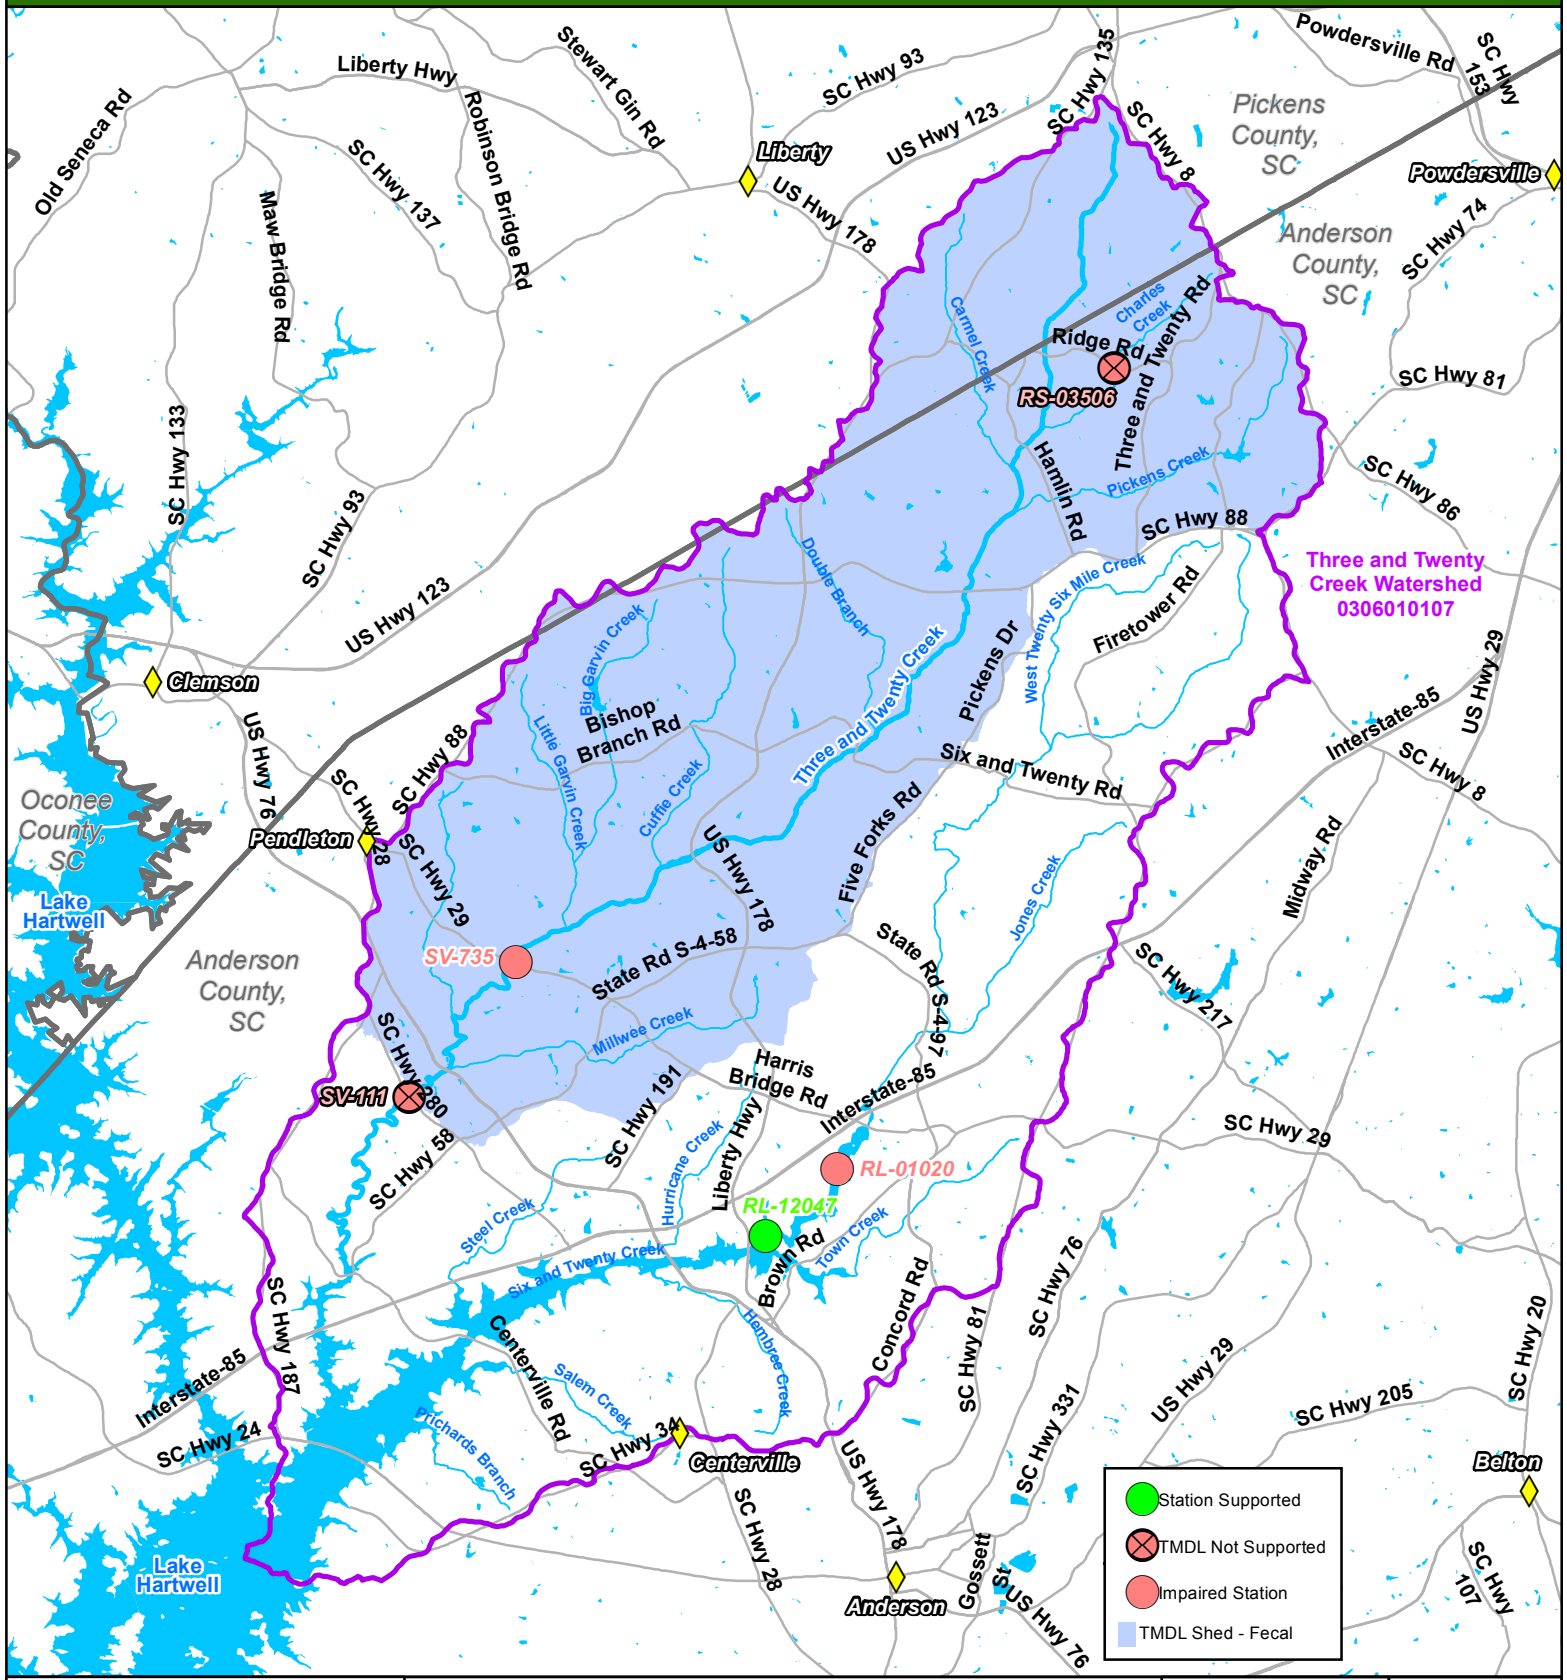 Powdersville Rd
SC Hwy
153
SC Hwy 135
Stewart Gin Rd
Liberty Hwy
SC Hwy 93
Old Seneca Rd
Robinson Bridge Rd
SC Hwy 137
US Hwy 123
SC Hwy 8
Pickens
County,
SC
Liberty
Powdersville
US Hwy 178
Maw Bridge Rd
SC Hwy 74
Anderson
County,
SC
Charles
Creek
Carmel Creek
Ridge Rd
Three and Twenty Rd
RS-03506
SC Hwy 81
SC Hwy 133
Hamlin Rd
Pickens Creek
SC Hwy 86
SC Hwy 93
SC Hwy 88
Double Branch
Three and Twenty
Creek Watershed
0306010107
West Twenty Six Mile Creek
Firetower Rd
US Hwy 123
Big Garvin Creek
Pickens Dr
Three and Twenty Creek
US Hwy 29
Clemson
Bishop
Branch Rd
Little Garvin Creek
US Hwy 76
SC Hwy 88
Interstate-85
Six and Twenty Rd
SC Hwy 8
SC Hwy 28
Cuffie Creek
Oconee
County,
SC
Pendleton
SC Hwy 29
US Hwy 178
Five Forks Rd
Midway Rd
Jones Creek
Lake
Hartwell
SV-735
State Rd S-4-58
State Rd S-4-97
SC Hwy 217
Anderson
County,
SC
Millwee Creek
SC Hwy 280
Harris
Bridge Rd
SV-111
SC Hwy 191
Interstate-85
SC Hwy 58
SC Hwy 29
Hurricane Creek
Liberty Hwy
RL-01020
RL-12047
Steel Creek
Town Creek
Six and Twenty Creek
Brown Rd
SC Hwy 76
SC Hwy 187
Concord Rd
Centerville Rd
Hembree Creek
SC Hwy 81
SC Hwy 20
Interstate-85
Salem Creek
US Hwy 29
SC Hwy 205
SC Hwy 24
Prichards Branch
SC Hwy 34
SC Hwy 331
Centerville
US Hwy 178
Belton
SC Hwy 28
Lake
Hartwell
Anderson
Gossett
St
US Hwy 76
SC Hwy
107
Station Supported
TMDL Not Supported
Impaired Station
TMDL Shed - Fecal